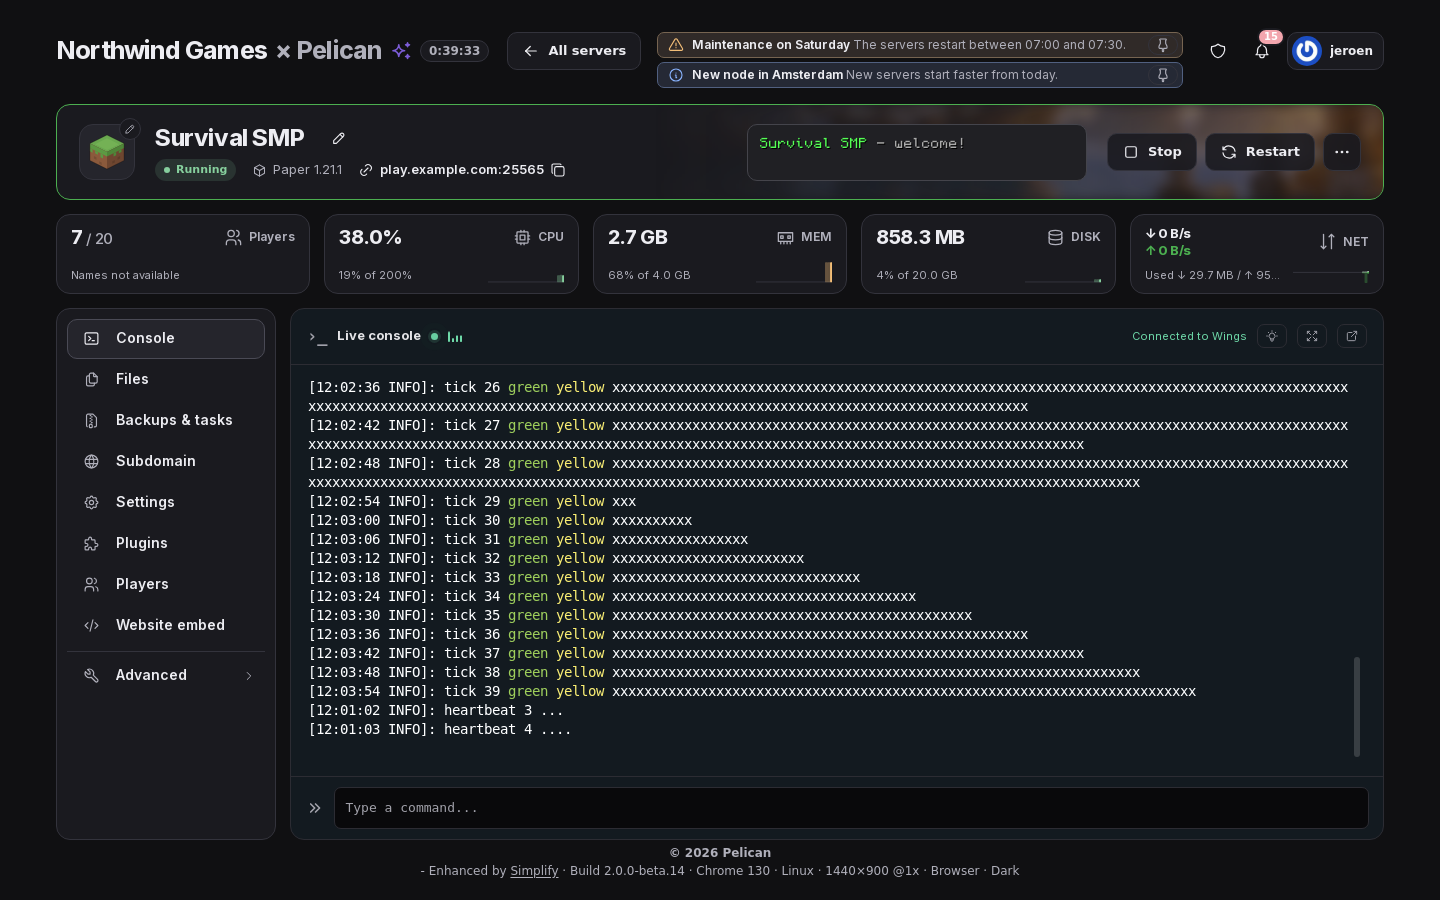 Northwind Games × Pelican
0:39:33
All servers
Maintenance on Saturday The servers restart between 07:00 and 07:30.
New node in Amsterdam New servers start faster from today.
15
jeroen
Survival SMP
Running
Paper 1.21.1
play.example.com:25565
Survival SMP - welcome!
Stop
Restart
7 / 20
Players
Names not available
38.0%
CPU
19% of 200%
2.7 GB
MEM
68% of 4.0 GB
858.3 MB
DISK
4% of 20.0 GB
↓ 0 B/s
↑ 0 B/s
NET
Used ↓ 29.7 MB / ↑ 95...
Console
Files
Backups & tasks
Subdomain
Settings
Plugins
Players
Website embed
Advanced
Live console
Connected to Wings
[12:02:36 INFO]: tick 26 green yellow xxxxxxxxxxxxxxxxxxxxxxxxxxxxxxxxxxxxxxxxxxxxxxxxxxxxxxxxxxxxxxxxxxxxxxxxxxxxxxxxxxxxxxxxxxxx
xxxxxxxxxxxxxxxxxxxxxxxxxxxxxxxxxxxxxxxxxxxxxxxxxxxxxxxxxxxxxxxxxxxxxxxxxxxxxxxxxxxxxxxxxx
[12:02:42 INFO]: tick 27 green yellow xxxxxxxxxxxxxxxxxxxxxxxxxxxxxxxxxxxxxxxxxxxxxxxxxxxxxxxxxxxxxxxxxxxxxxxxxxxxxxxxxxxxxxxxxxxx
xxxxxxxxxxxxxxxxxxxxxxxxxxxxxxxxxxxxxxxxxxxxxxxxxxxxxxxxxxxxxxxxxxxxxxxxxxxxxxxxxxxxxxxxxxxxxxxxx
[12:02:48 INFO]: tick 28 green yellow xxxxxxxxxxxxxxxxxxxxxxxxxxxxxxxxxxxxxxxxxxxxxxxxxxxxxxxxxxxxxxxxxxxxxxxxxxxxxxxxxxxxxxxxxxxx
xxxxxxxxxxxxxxxxxxxxxxxxxxxxxxxxxxxxxxxxxxxxxxxxxxxxxxxxxxxxxxxxxxxxxxxxxxxxxxxxxxxxxxxxxxxxxxxxxxxxxxxx
[12:02:54 INFO]: tick 29 green yellow xxx
[12:03:00 INFO]: tick 30 green yellow xxxxxxxxxx
[12:03:06 INFO]: tick 31 green yellow xxxxxxxxxxxxxxxxx
[12:03:12 INFO]: tick 32 green yellow xxxxxxxxxxxxxxxxxxxxxxxx
[12:03:18 INFO]: tick 33 green yellow xxxxxxxxxxxxxxxxxxxxxxxxxxxxxxx
[12:03:24 INFO]: tick 34 green yellow xxxxxxxxxxxxxxxxxxxxxxxxxxxxxxxxxxxxxx
[12:03:30 INFO]: tick 35 green yellow xxxxxxxxxxxxxxxxxxxxxxxxxxxxxxxxxxxxxxxxxxxxx
[12:03:36 INFO]: tick 36 green yellow xxxxxxxxxxxxxxxxxxxxxxxxxxxxxxxxxxxxxxxxxxxxxxxxxxxx
[12:03:42 INFO]: tick 37 green yellow xxxxxxxxxxxxxxxxxxxxxxxxxxxxxxxxxxxxxxxxxxxxxxxxxxxxxxxxxxx
[12:03:48 INFO]: tick 38 green yellow xxxxxxxxxxxxxxxxxxxxxxxxxxxxxxxxxxxxxxxxxxxxxxxxxxxxxxxxxxxxxxxxxx
[12:03:54 INFO]: tick 39 green yellow xxxxxxxxxxxxxxxxxxxxxxxxxxxxxxxxxxxxxxxxxxxxxxxxxxxxxxxxxxxxxxxxxxxxxxxxx
[12:01:02 INFO]: heartbeat 3 ...
[12:01:03 INFO]: heartbeat 4 ....
Type a command...
© 2026 Pelican
- Enhanced by Simplify · Build 2.0.0-beta.14 · Chrome 130 · Linux · 1440×900 @1x · Browser · Dark